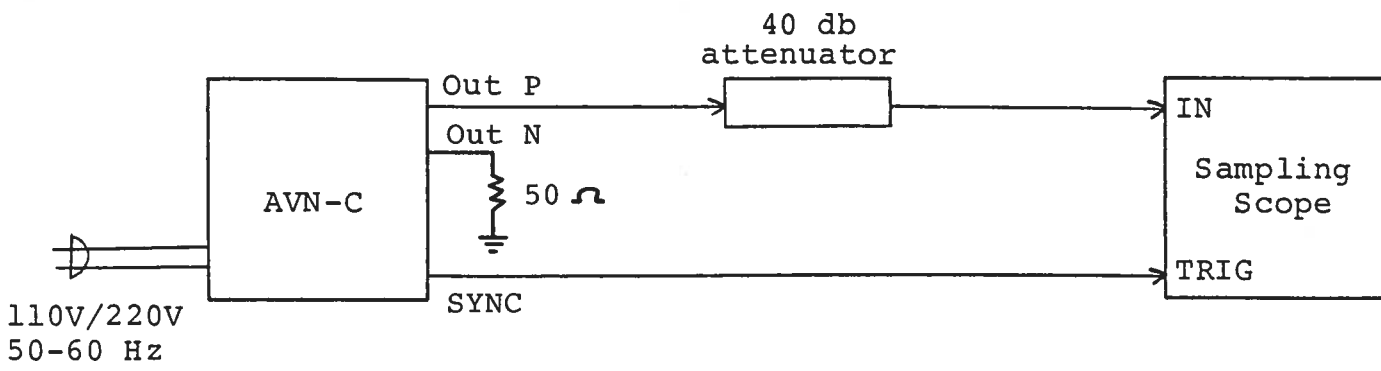 40 db
attenuator
Out P
Out N
50 Ω
AVN-C
SYNC
IN
Sampling
Scope
TRIG
110V/220V
50-60 Hz